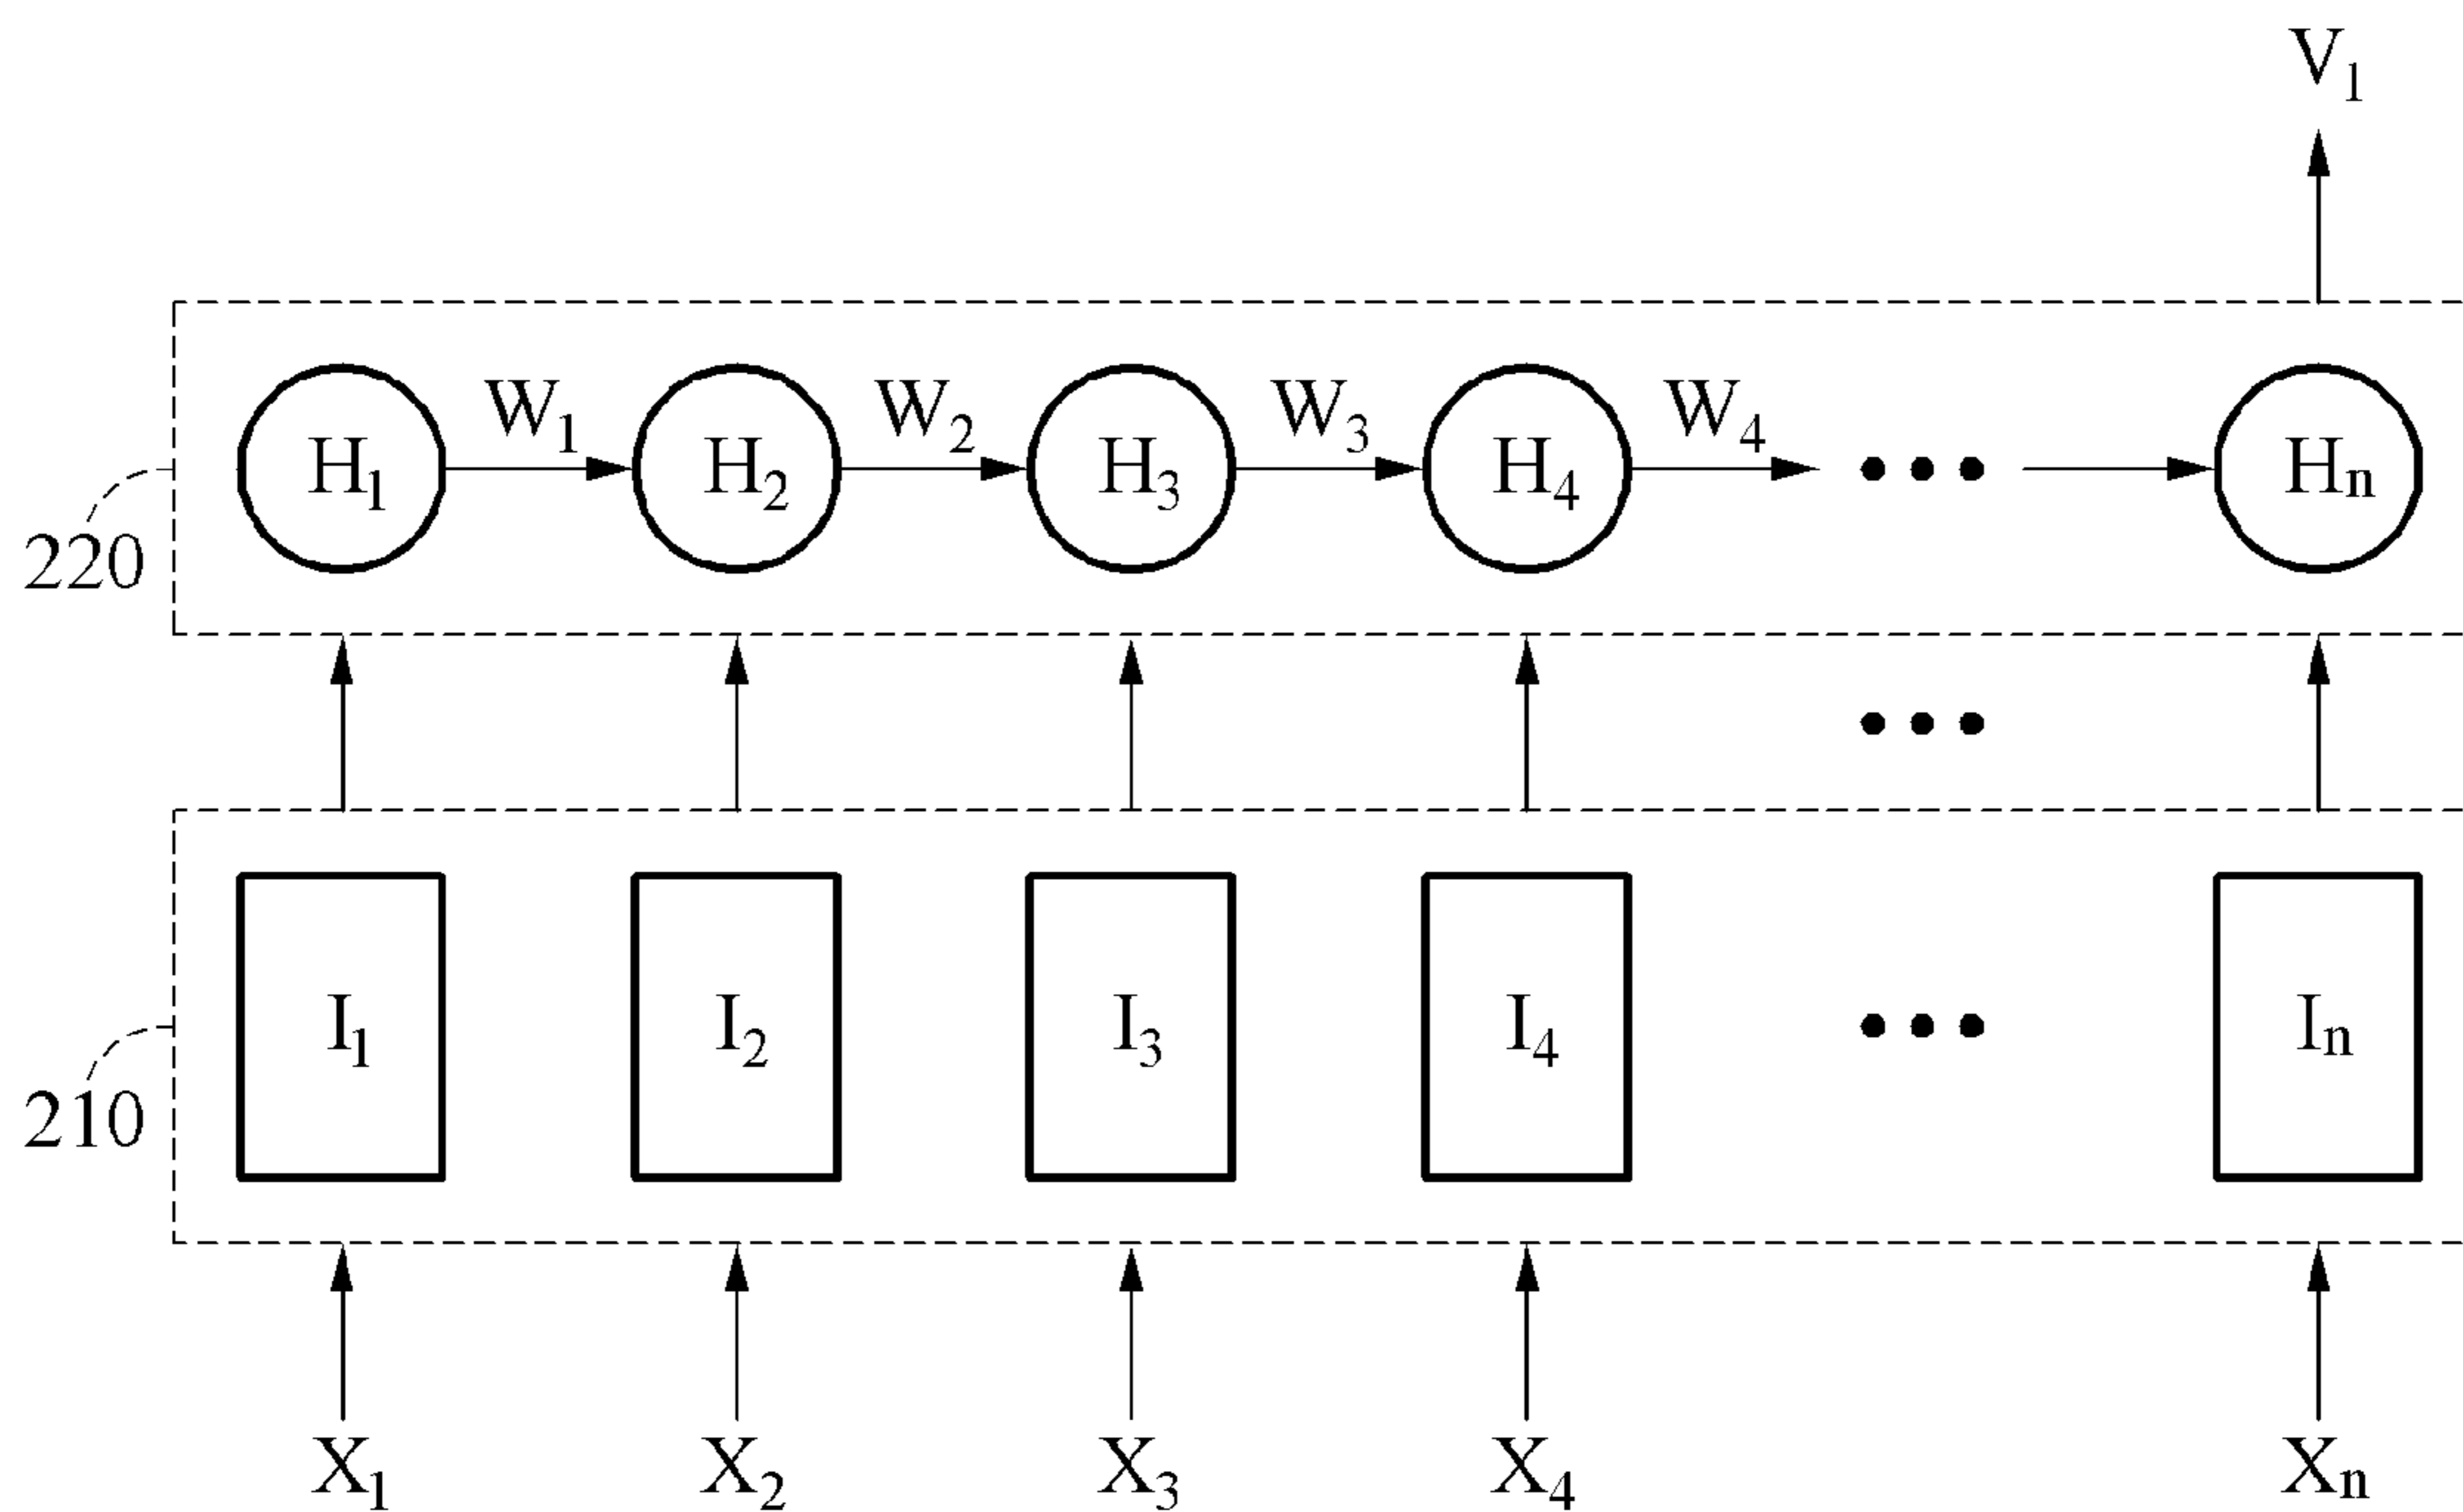 V₁
W₁ W₂ W₃ W₄
H₁ H₂ H₃ H₄ ••• Hₙ
220
•••
I₁ I₂ I₃ I₄ ••• Iₙ
210
X₁ X₂ X₃ X₄ Xₙ